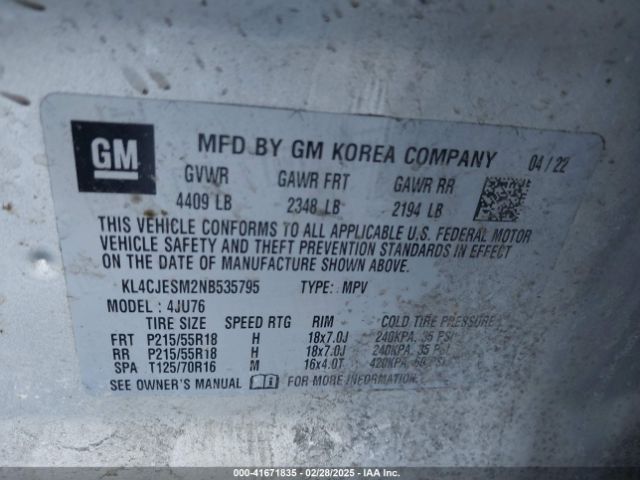 GM MFD BY GM KOREA COMPANY 04/22
GVWR GAWR FRT GAWR RR
4409 LB 2348 LB 2194 LB
THIS VEHICLE CONFORMS TO ALL APPLICABLE U.S. FEDERAL MOTOR
VEHICLE SAFETY AND THEFT PREVENTION STANDARDS IN EFFECT
ON THE DATE OF MANUFACTURE SHOWN ABOVE.
KL4CJESM2NB535795 TYPE: MPV
MODEL: 4JU76
TIRE SIZE SPEED RTG RIM COLD TIRE PRESSURE
FRT P215/55R18 H 18x7.0J 240KPA, 35 PSI
RR P215/55R18 H 18x7.0J 240KPA, 35 PSI
SPA T125/70R16 M 16x4.0T 420KPA, 60 PSI
SEE OWNER'S MANUAL FOR MORE INFORMATION.
00-41671835 | 02/28/2025 | IAA Inc.